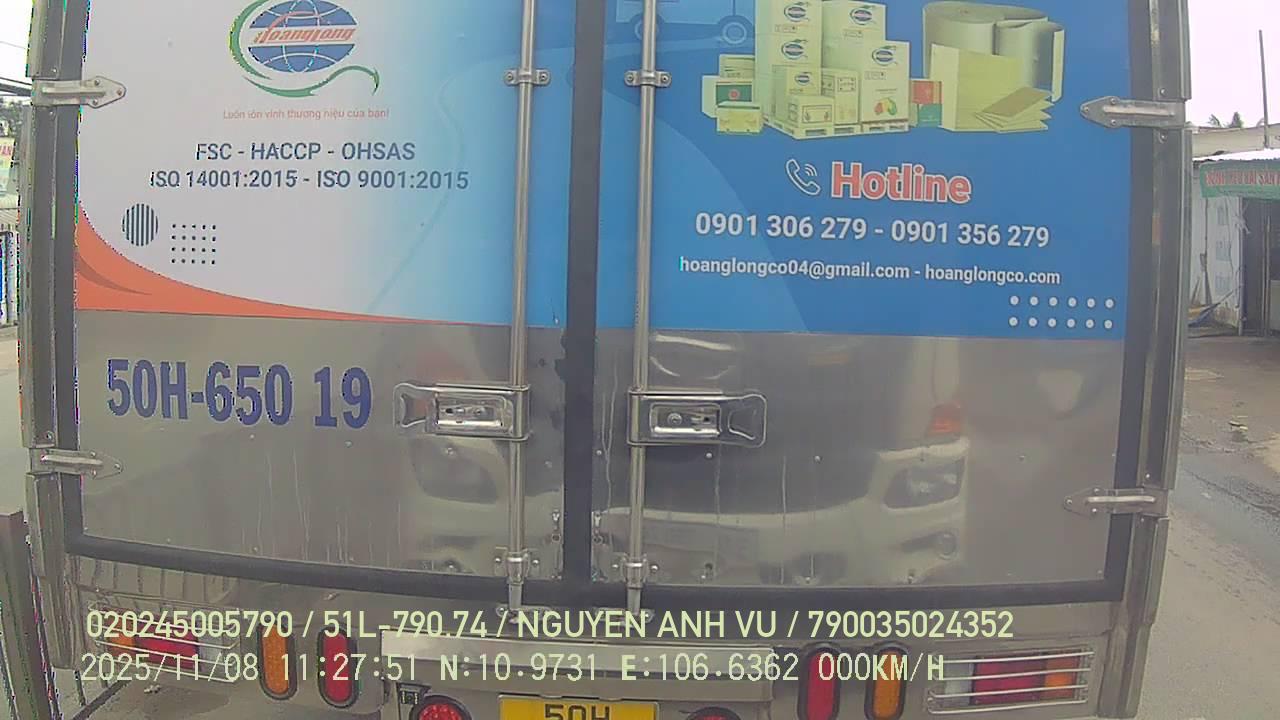 HoangLong
Luôn tôn vinh thương hiệu của bạn!
FSC - HACCP - OHSAS
ISO 14001:2015 - ISO 9001:2015
Hotline
0901 306 279 - 0901 356 279
hoanglongco04@gmail.com - hoanglongco.com
50H-650 19
020245005790 / 51L-790.74 / NGUYEN ANH VU / 790035024352
2025/11/08 11:27:51 N:10.9731 E:106.6362 000KM/H
50H